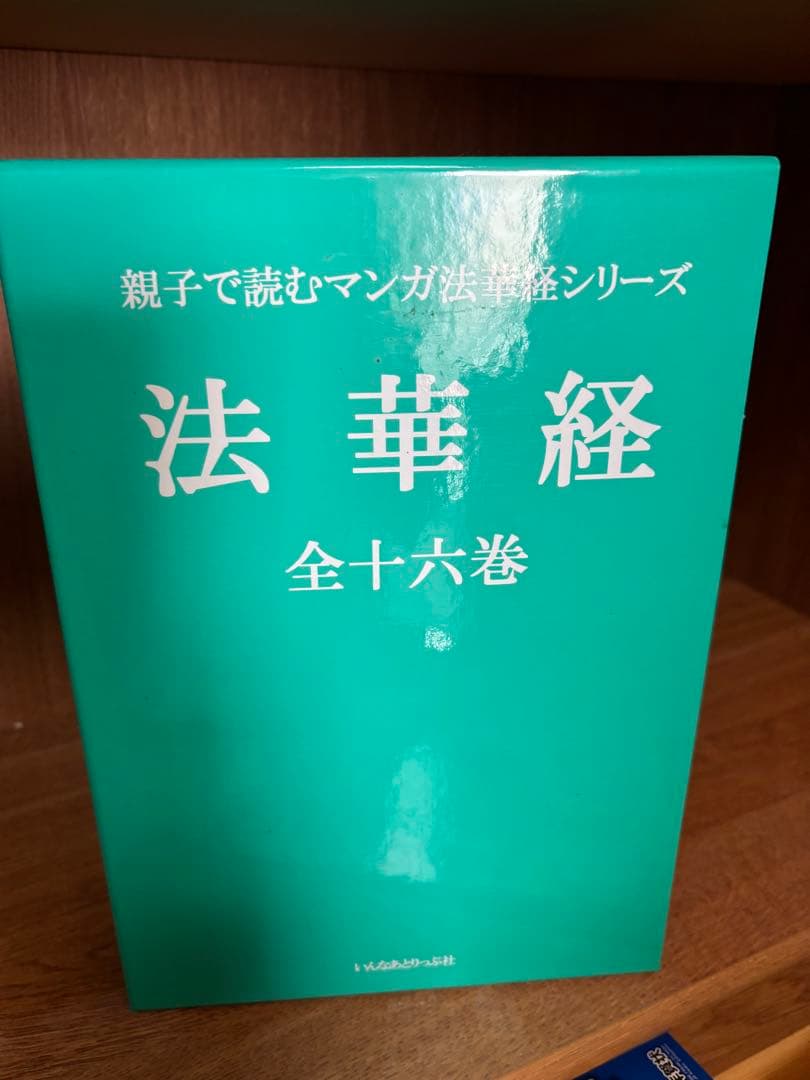 親子で読むマンガ法華経シリーズ
法華経
全十六巻
いんなあとりっぷ社